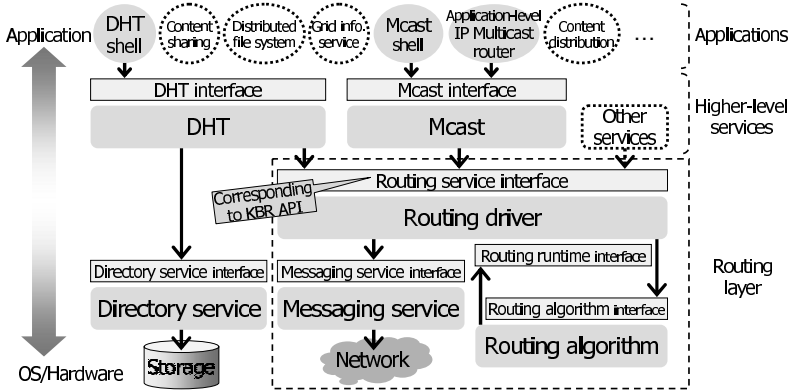 Application
DHT
shell
Content
sharing
Distributed
file system
Grid info.
service
Mcast
shell
Application-level
IP Multicast
router
Content
distribution
...
Applications
DHT interface
Mcast interface
DHT
Mcast
Other
services
Higher-level
services
Routing service interface
Corresponding
to KBR API
Routing driver
Routing runtime interface
Directory service interface
Messaging service interface
Routing
layer
Directory service
Messaging service
Routing algorithm interface
Routing algorithm
Storage
Network
OS/Hardware